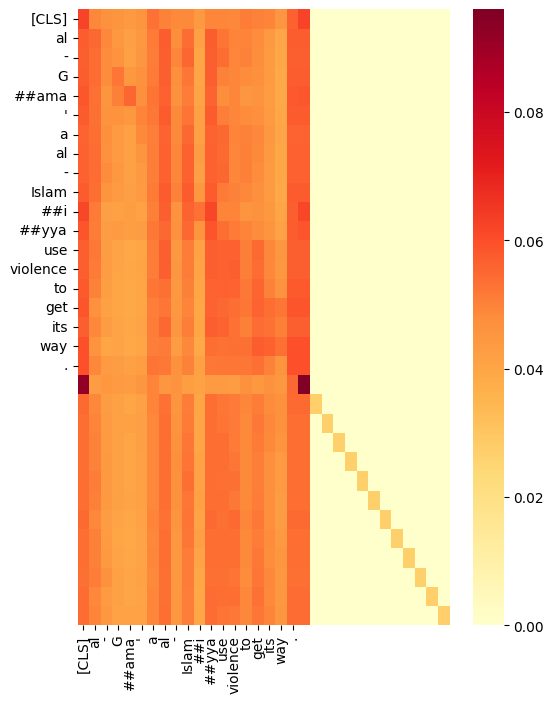 [CLS]
al
-
G
##ama
'
a
al
-
Islam
##i
##yya
use
violence
to
get
its
way
.
0.08
0.06
0.04
0.02
0.00
[CLS]
al
-
G
##ama
'
a
al
-
Islam
##i
##yya
use
violence
to
get
its
way
.